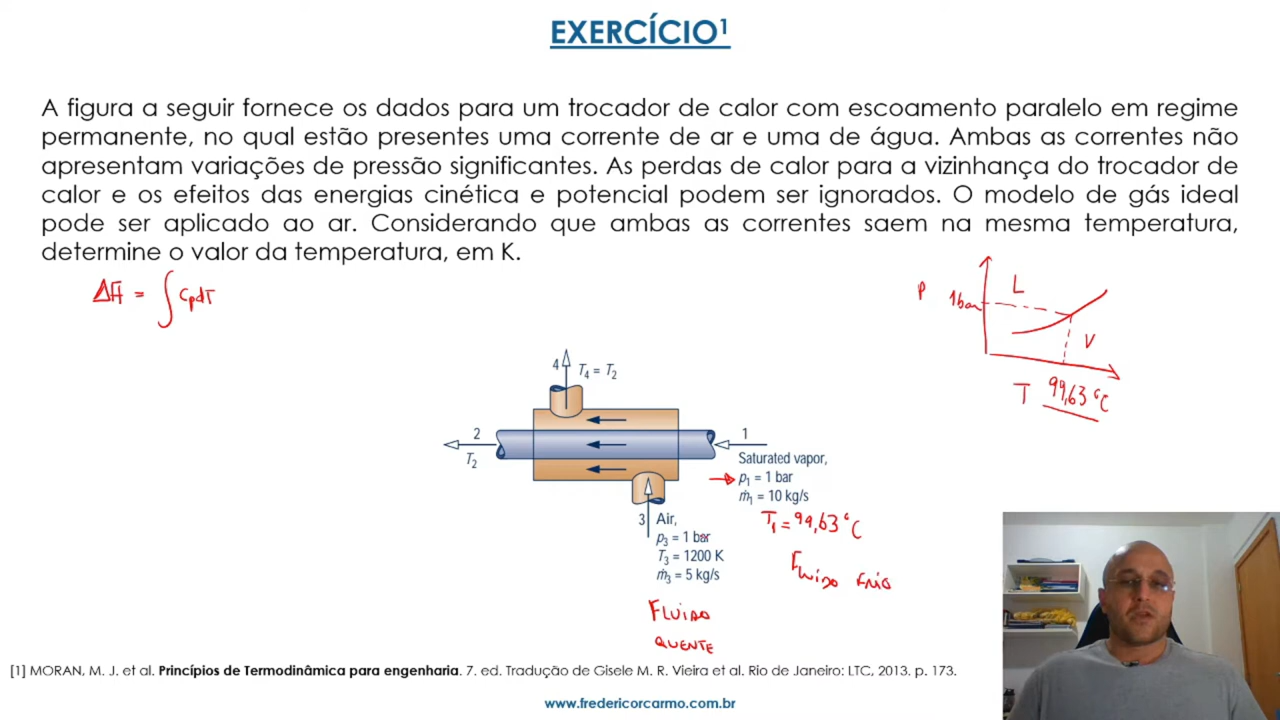 EXERCÍCIO¹
A figura a seguir fornece os dados para um trocador de calor com escoamento paralelo em regime
permanente, no qual estão presentes uma corrente de ar e uma de água. Ambas as correntes não
apresentam variações de pressão significantes. As perdas de calor para a vizinhança do trocador de
calor e os efeitos das energias cinética e potencial podem ser ignorados. O modelo de gás ideal
pode ser aplicado ao ar. Considerando que ambas as correntes saem na mesma temperatura,
determine o valor da temperatura, em K.
ΔH = ∫ CpdT
P
1bar
L
V
T
99,63 °C
4
T₄ = T₂
2
T₂
1
Saturated vapor,
p₁ = 1 bar
ṁ₁ = 10 kg/s
T₁ = 99,63 °C
FLUIDO FRIO
3
Air,
p₃ = 1 bar
T₃ = 1200 K
ṁ₃ = 5 kg/s
FLUIDO
QUENTE
[1] MORAN, M. J. et al. Princípios de Termodinâmica para engenharia. 7. ed. Tradução de Gisele M. R. Vieira et al. Rio de Janeiro: LTC, 2013. p. 173.
www.fredericorcarmo.com.br